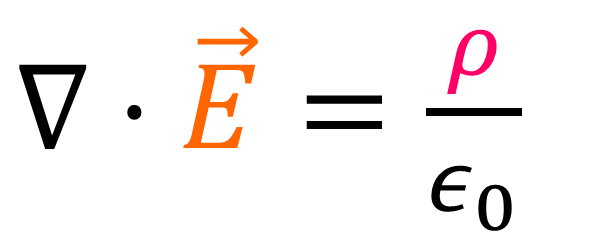 ∇ · E⃗ = ρ / ϵ₀